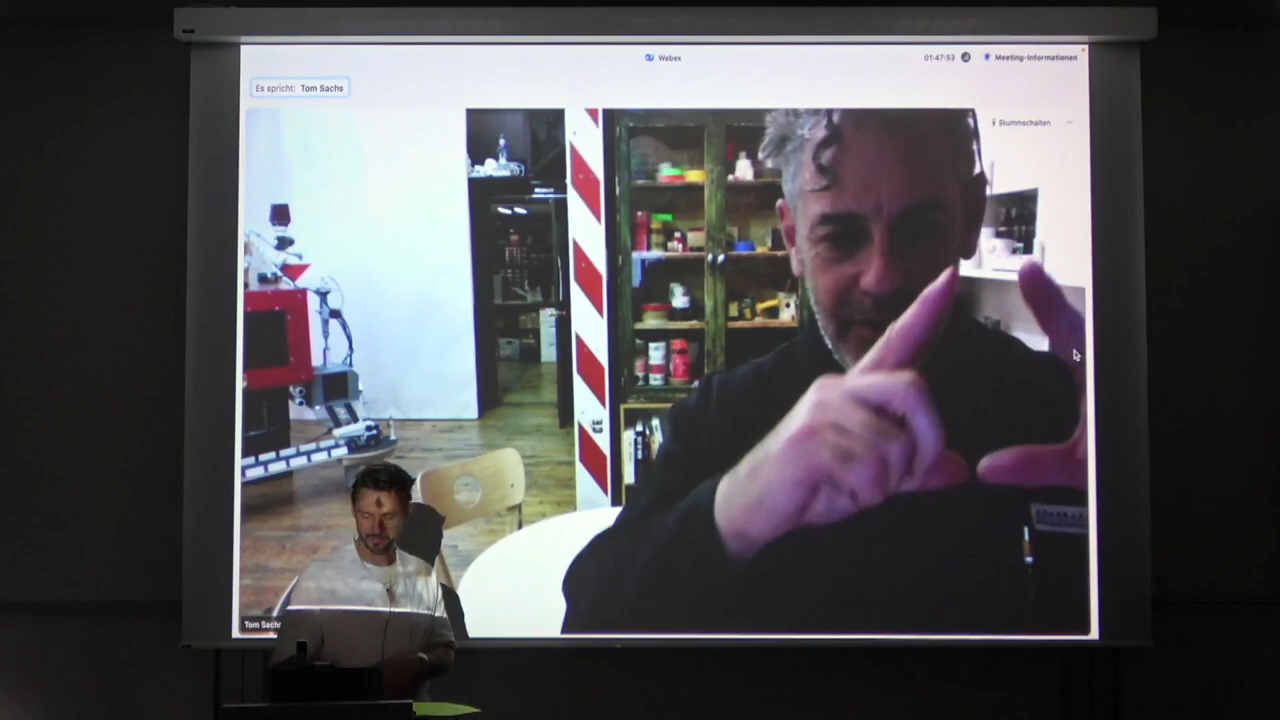 Webex
01:47:53
Meeting-Informationen
Es spricht: Tom Sachs
Stummschalten
Tom Sachs